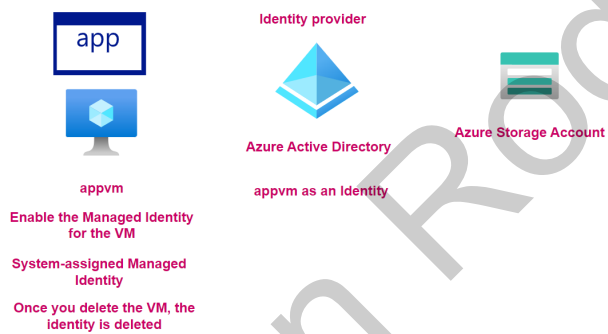 app
Identity provider
Azure Active Directory
Azure Storage Account
appvm
appvm as an Identity
Enable the Managed Identity
for the VM
System-assigned Managed
Identity
Once you delete the VM, the
identity is deleted